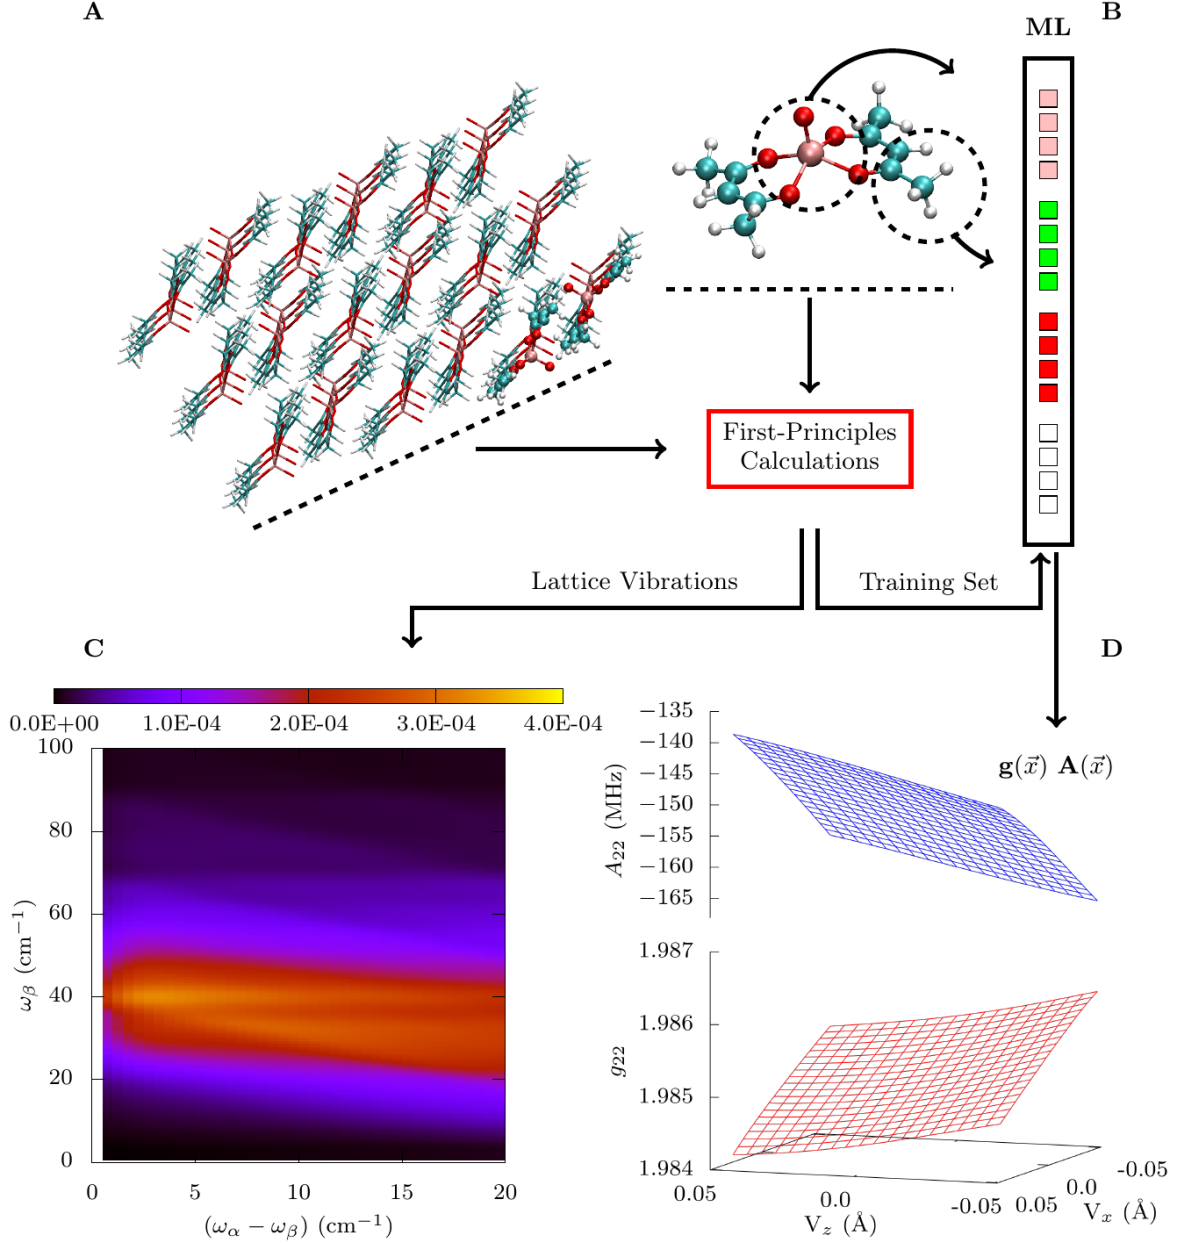 A
B
ML
First-Principles
Calculations
Lattice Vibrations
Training Set
C
D
0.0E+00 1.0E-04 2.0E-04 3.0E-04 4.0E-04
100
80
60
40
20
0
ω_β (cm⁻¹)
0 5 10 15 20
(ω_α − ω_β) (cm⁻¹)
g(x⃗) A(x⃗)
−135
−140
−145
−150
−155
−160
−165
A₂₂ (MHz)
1.987
1.986
1.985
1.984
g₂₂
0.05 0.0 -0.05
V_z (Å)
0.05 0.0 -0.05
V_x (Å)